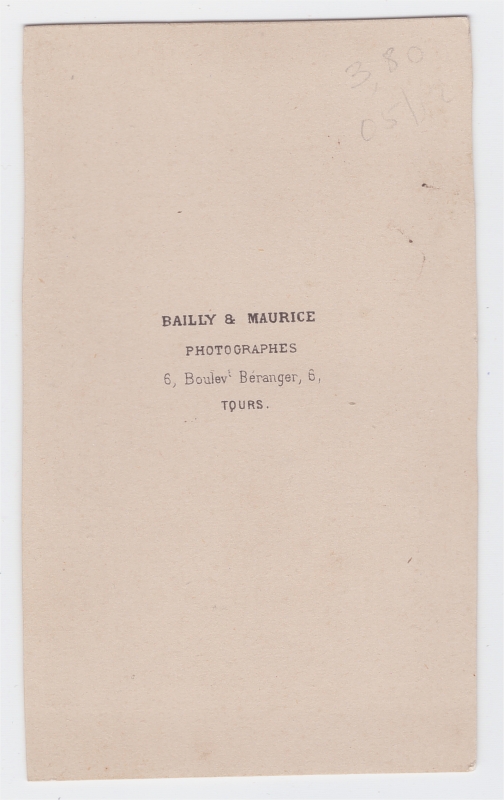 3,80
BAILLY & MAURICE
PHOTOGRAPHES
6, Boulevt Béranger, 6,
TOURS.